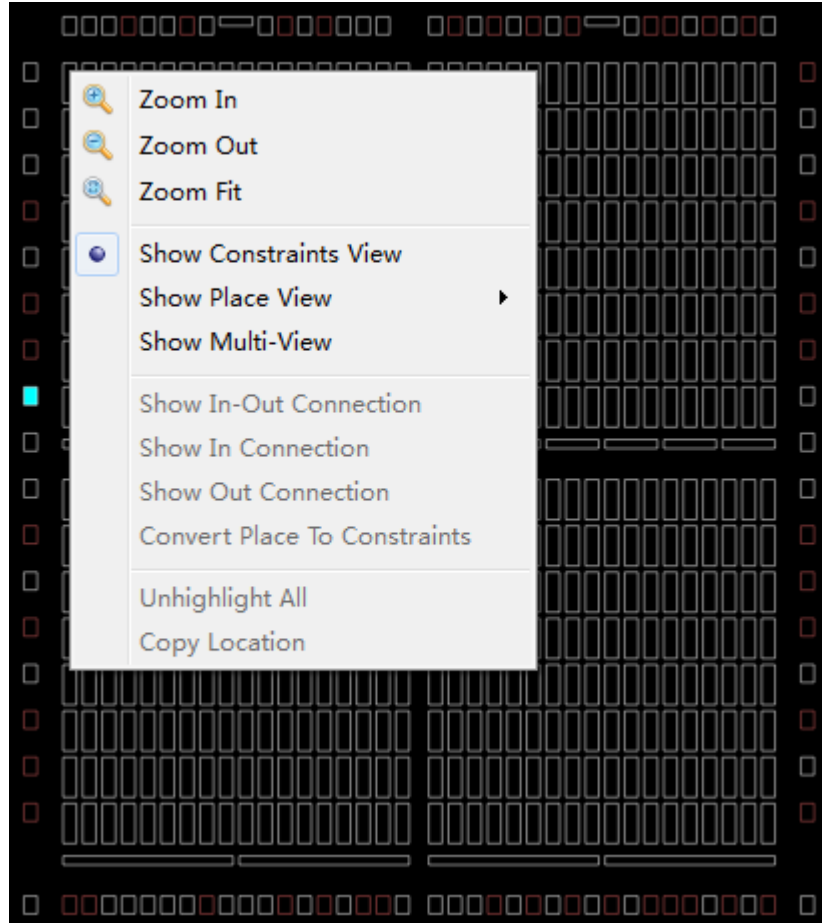 Zoom In
Zoom Out
Zoom Fit
Show Constraints View
Show Place View
Show Multi-View
Show In-Out Connection
Show In Connection
Show Out Connection
Convert Place To Constraints
Unhighlight All
Copy Location